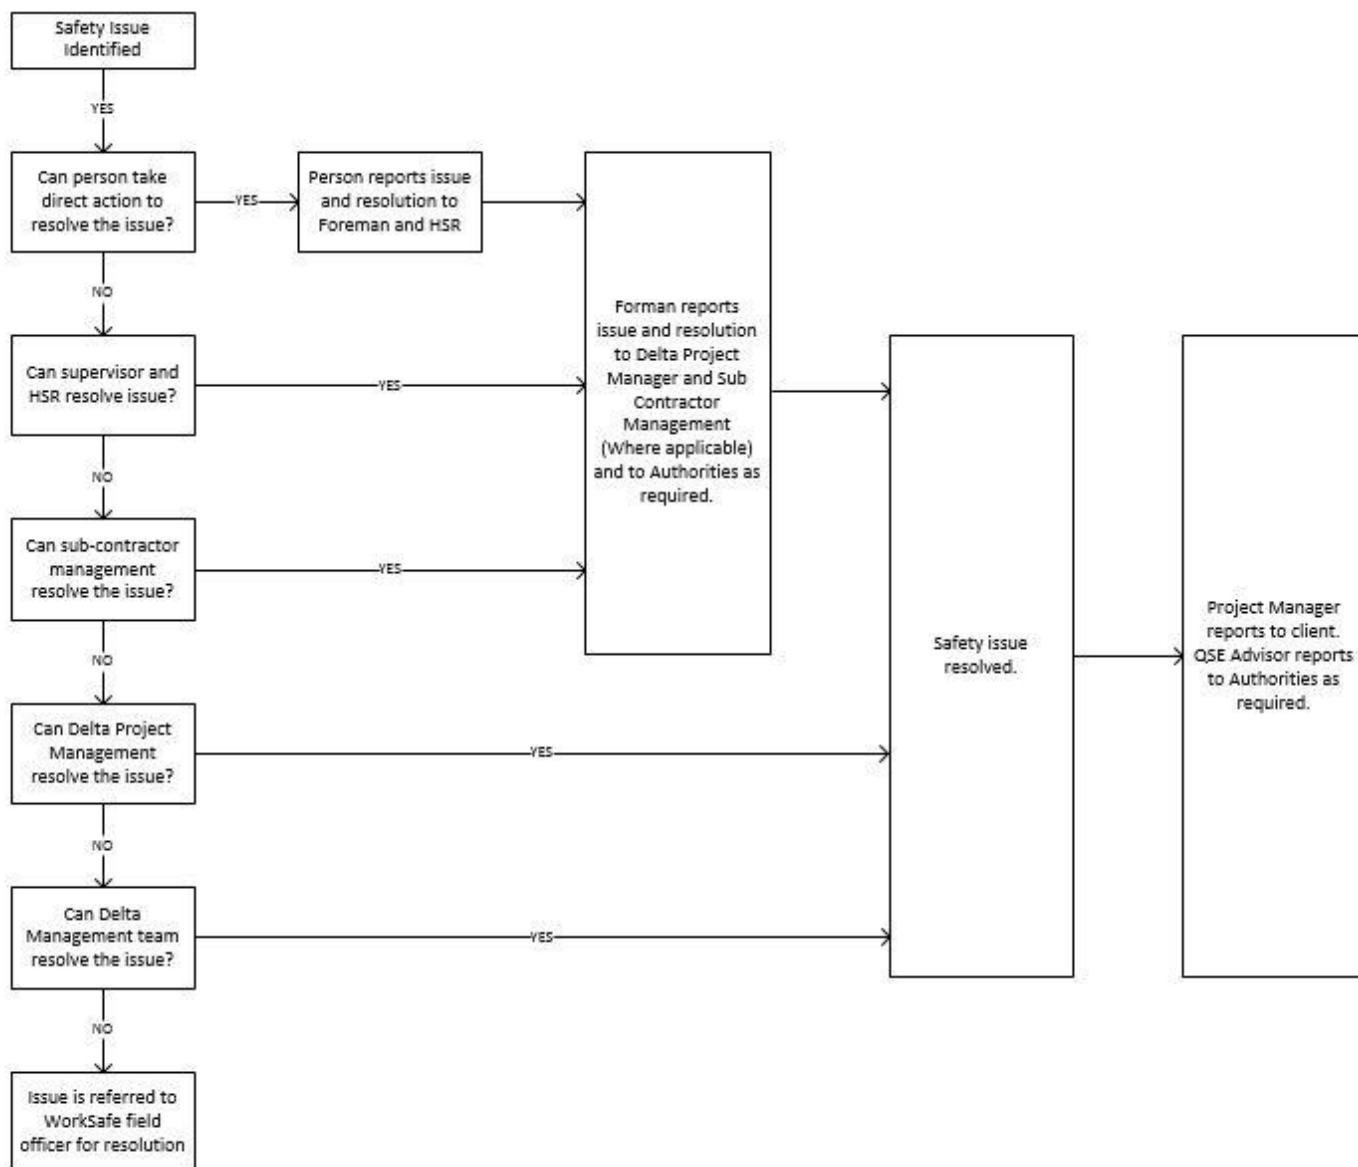 Safety Issue
Identified
YES
Can person take
direct action to
resolve the issue?
YES
Person reports issue
and resolution to
Foreman and HSR
NO
Can supervisor and
HSR resolve issue?
YES
NO
Can sub-contractor
management
resolve the issue?
YES
Forman reports
issue and resolution
to Delta Project
Manager and Sub
Contractor
Management
(Where applicable)
and to Authorities as
required.
NO
Can Delta Project
Management
resolve the issue?
YES
NO
Can Delta
Management team
resolve the issue?
YES
Safety issue
resolved.
Project Manager
reports to client.
QSE Advisor reports
to Authorities as
required.
NO
Issue is referred to
WorkSafe field
officer for resolution